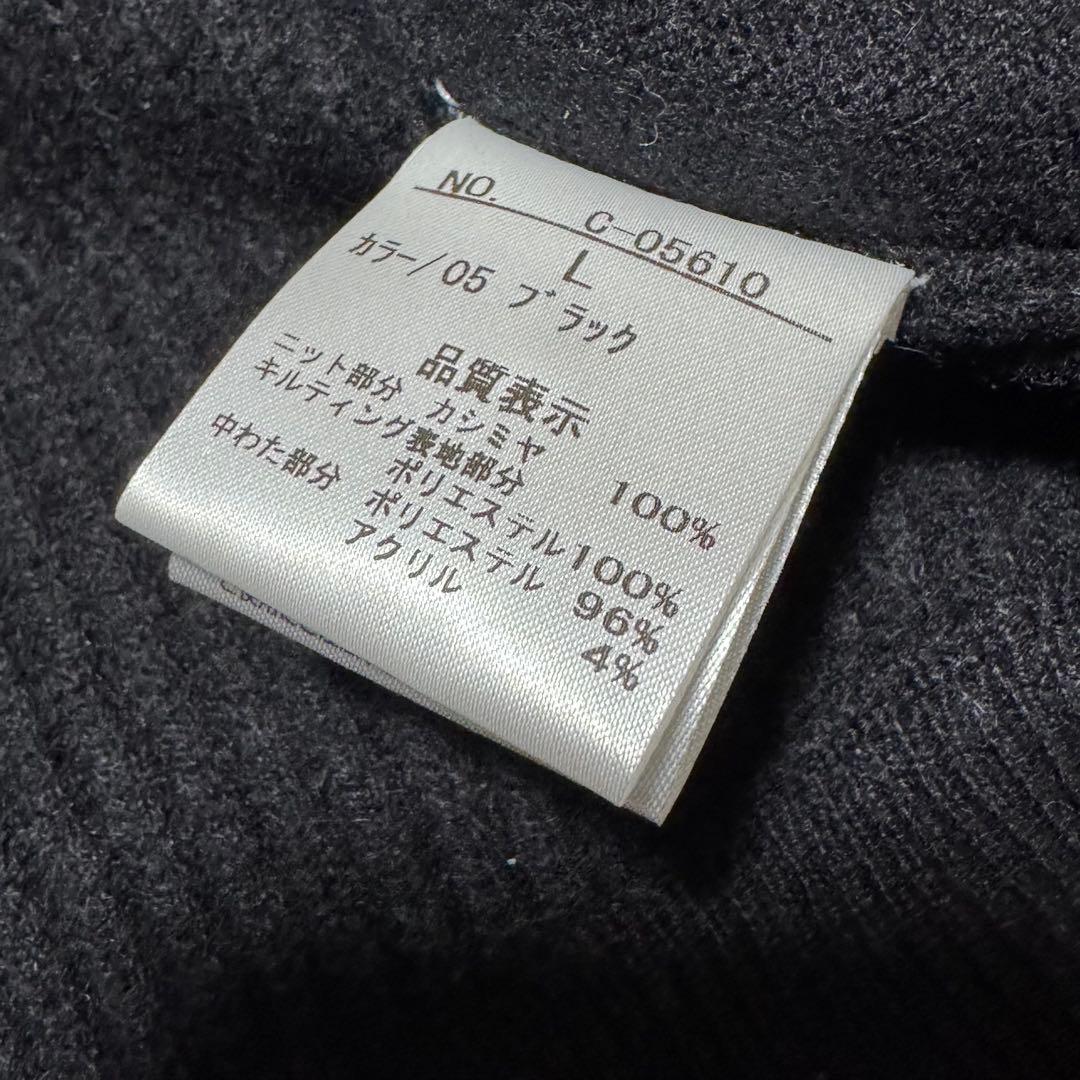 NO. C-05610
L
カラー/05 ブラック
品質表示
ニット部分 カシミヤ 100%
キルティング表地部分
ポリエステル100%
中わた部分 ポリエステル 96%
アクリル 4%